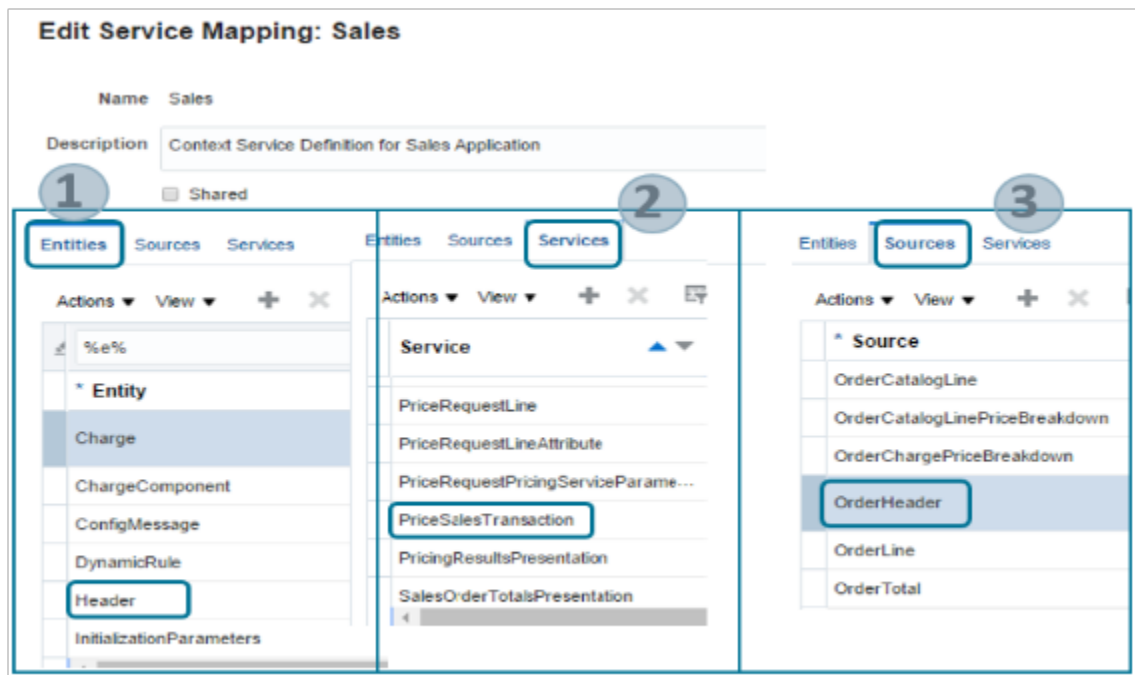 Edit Service Mapping: Sales
Name Sales
Description Context Service Definition for Sales Application
Shared
1
Entities Sources Services
Actions View
%e%
* Entity
Charge
ChargeComponent
ConfigMessage
DynamicRule
Header
InitializationParameters
2
Entities Sources Services
Actions View
Service
PriceRequestLine
PriceRequestLineAttribute
PriceRequestPricingServiceParame...
PriceSalesTransaction
PricingResultsPresentation
SalesOrderTotalsPresentation
3
Entities Sources Services
Actions View
* Source
OrderCatalogLine
OrderCatalogLinePriceBreakdown
OrderChargePriceBreakdown
OrderHeader
OrderLine
OrderTotal